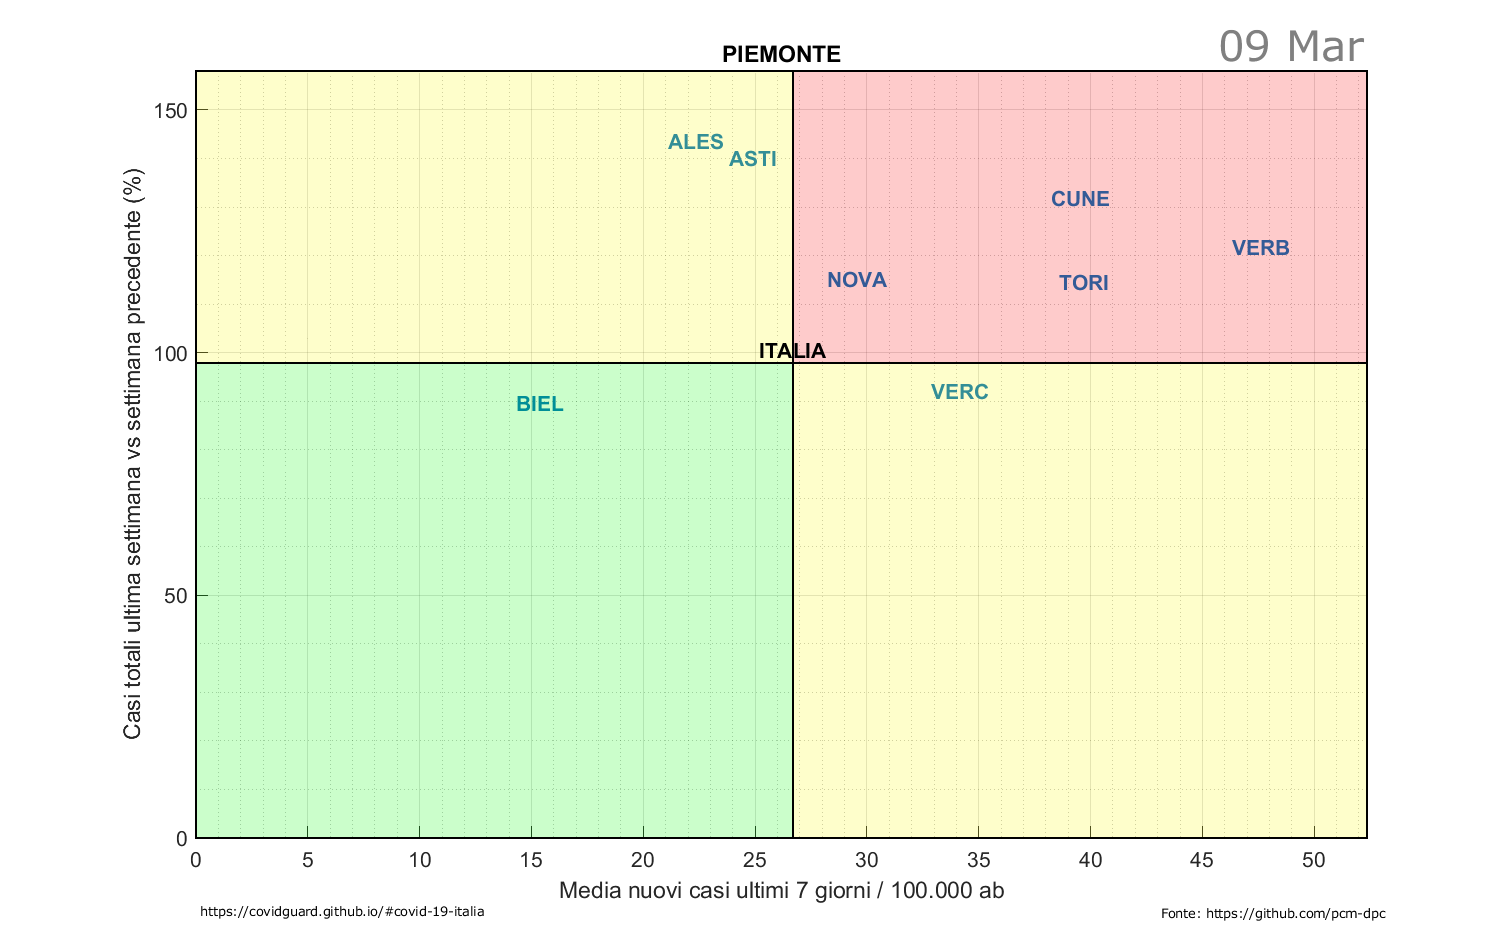 09 Mar
PIEMONTE
Casi totali ultima settimana vs settimana precedente (%)
150
100
50
0
ALES
ASTI
CUNE
VERB
NOVA
TORI
ITALIA
VERC
BIEL
0 5 10 15 20 25 30 35 40 45 50
Media nuovi casi ultimi 7 giorni / 100.000 ab
https://covidguard.github.io/#covid-19-italia
Fonte: https://github.com/pcm-dpc